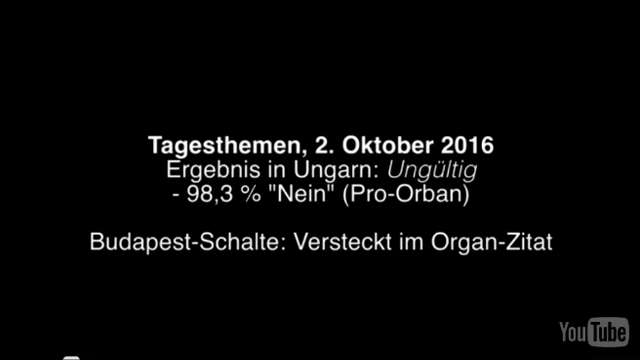 Tagesthemen, 2. Oktober 2016
Ergebnis in Ungarn: Ungültig
- 98,3 % "Nein" (Pro-Orban)
Budapest-Schalte: Versteckt im Organ-Zitat
YouTube